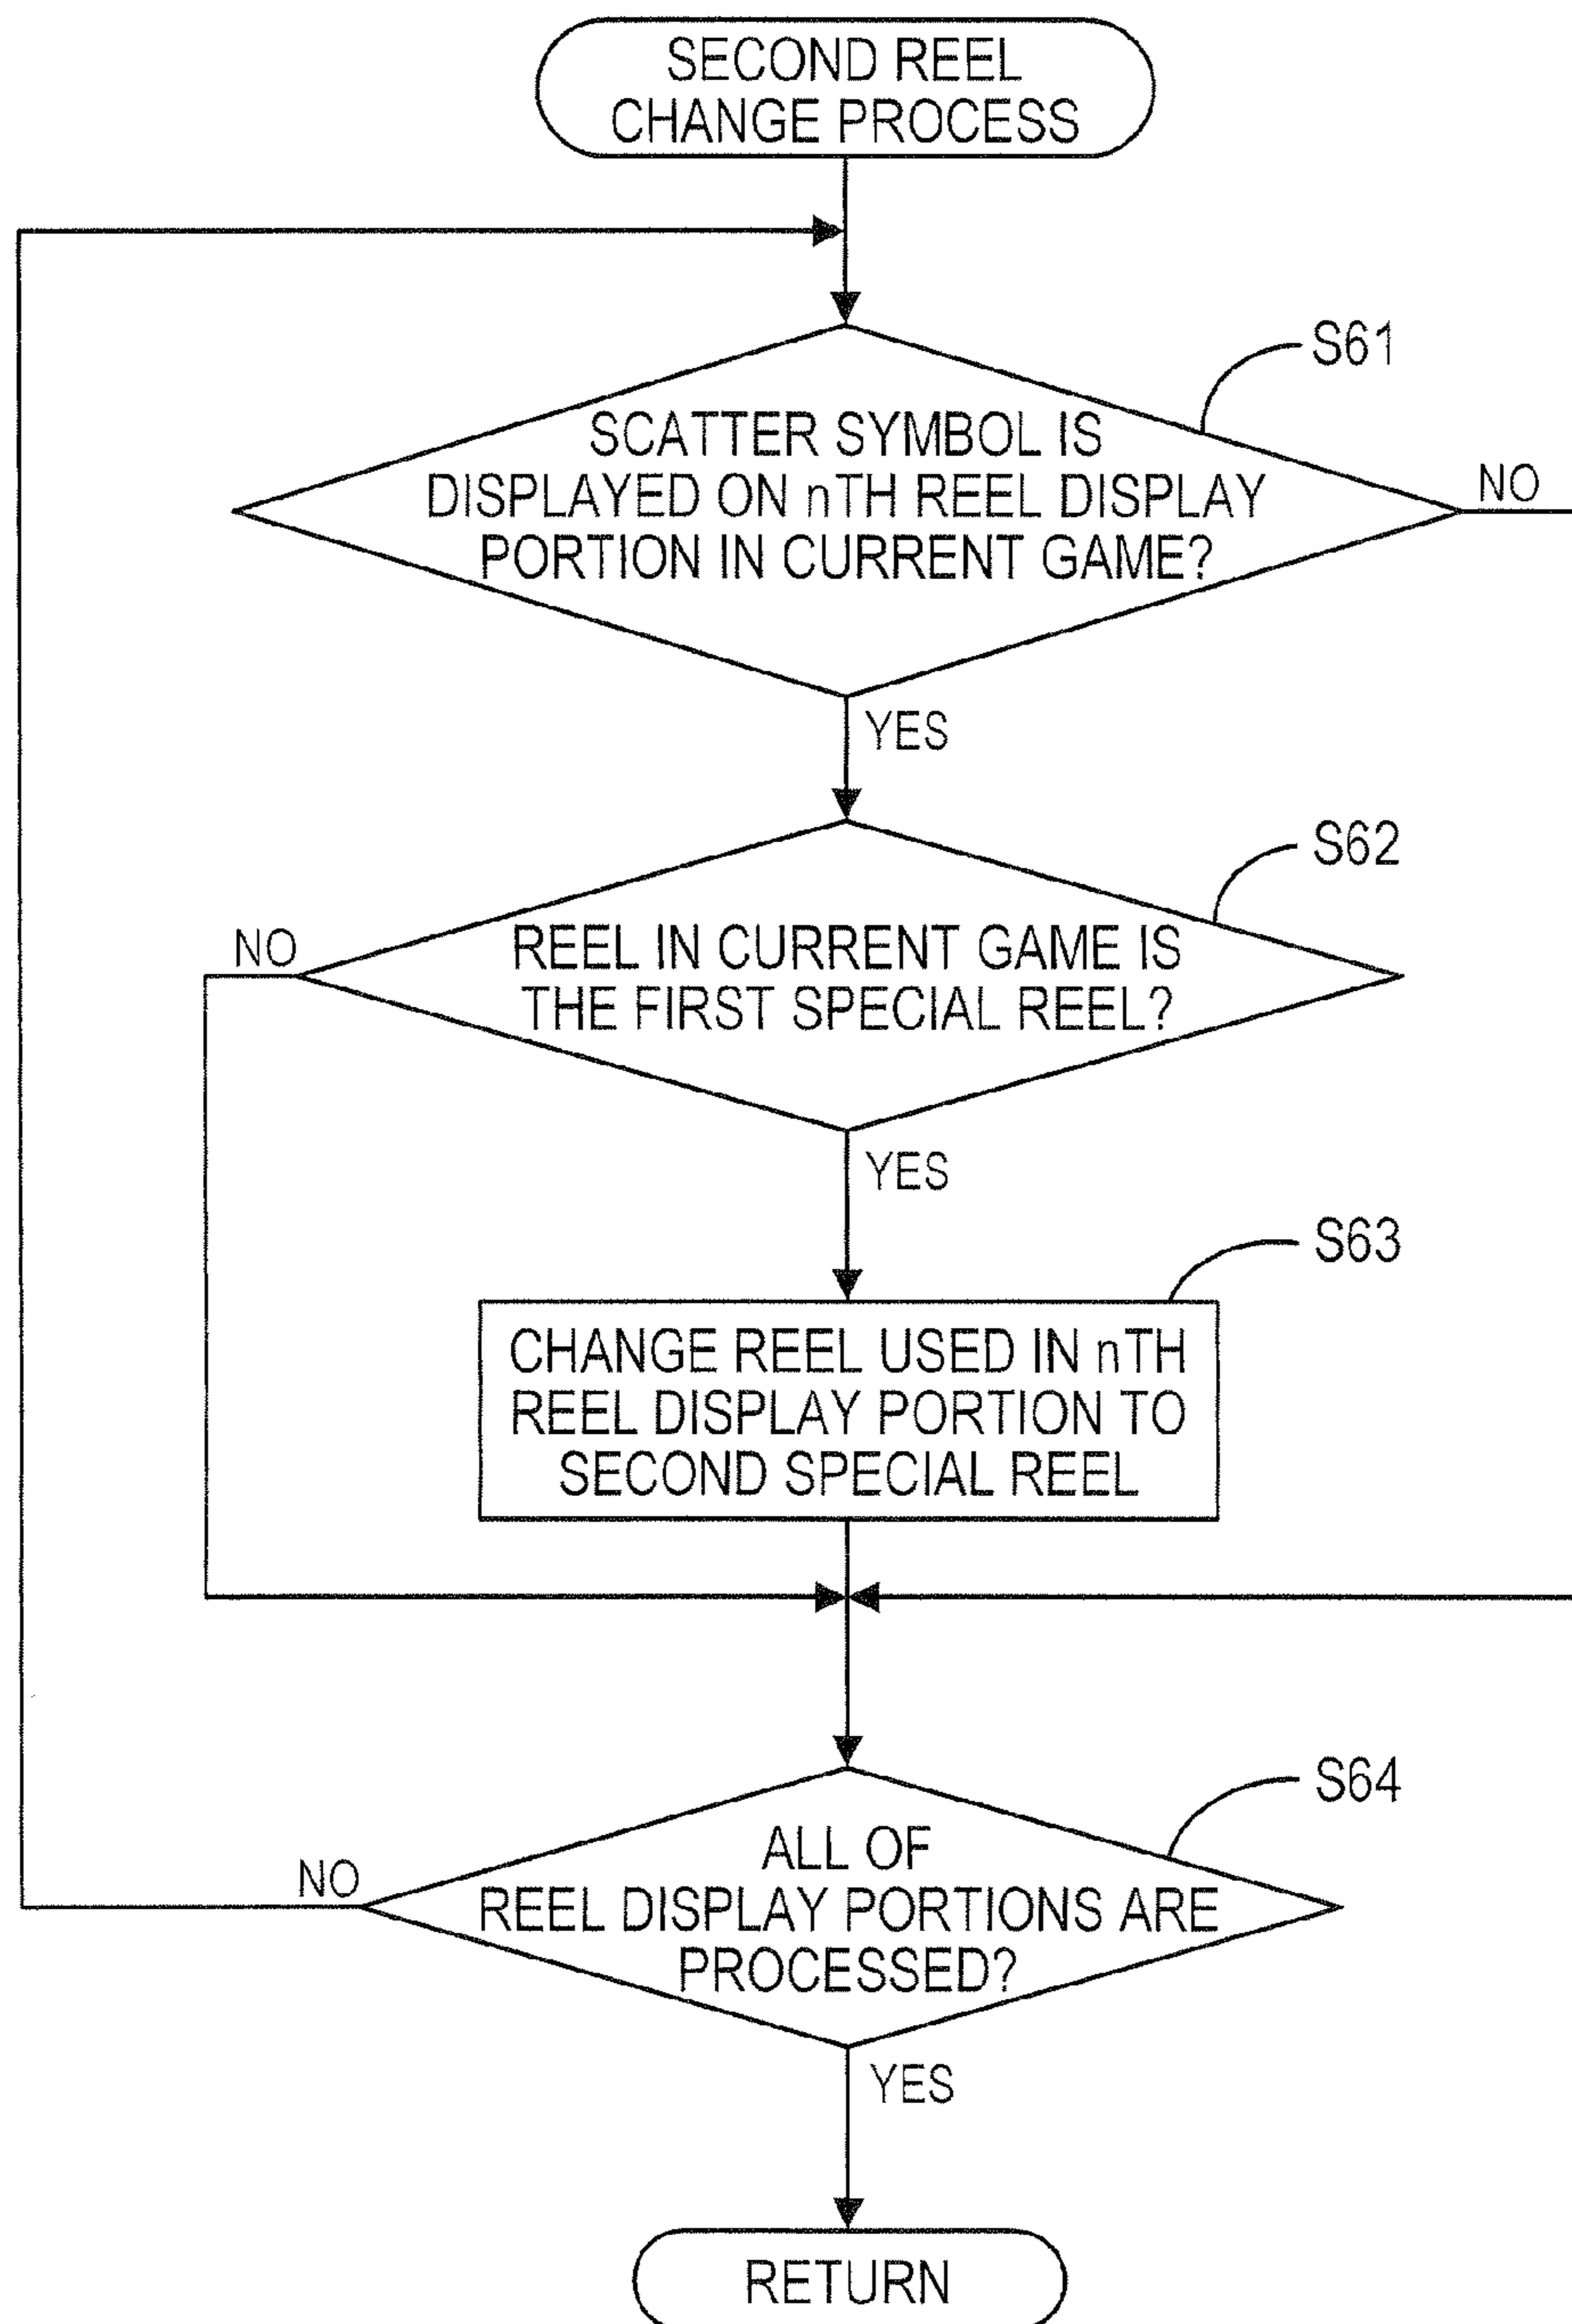 SECOND REEL
CHANGE PROCESS
S61
SCATTER SYMBOL IS
DISPLAYED ON nTH REEL DISPLAY
PORTION IN CURRENT GAME?
NO
YES
S62
NO
REEL IN CURRENT GAME IS
THE FIRST SPECIAL REEL?
YES
S63
CHANGE REEL USED IN nTH
REEL DISPLAY PORTION TO
SECOND SPECIAL REEL
S64
ALL OF
NO
REEL DISPLAY PORTIONS ARE
PROCESSED?
YES
RETURN